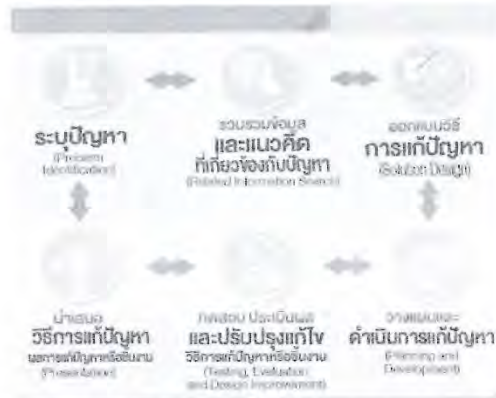 ระบุปัญหา
(Problem
Identification)
รวบรวมข้อมูล
และแนวคิด
ที่เกี่ยวข้องกับปัญหา
(Related Information Search)
ออกแบบวิธี
การแก้ปัญหา
(Solution Design)
นำเสนอ
วิธีการแก้ปัญหา
ผลการแก้ปัญหาหรือชิ้นงาน
(Presentation)
ทดสอบ ประเมินผล
และปรับปรุงแก้ไข
วิธีการแก้ปัญหาหรือชิ้นงาน
(Testing, Evaluation
and Design Improvement)
วางแผนและ
ดำเนินการแก้ปัญหา
(Planning and
Development)